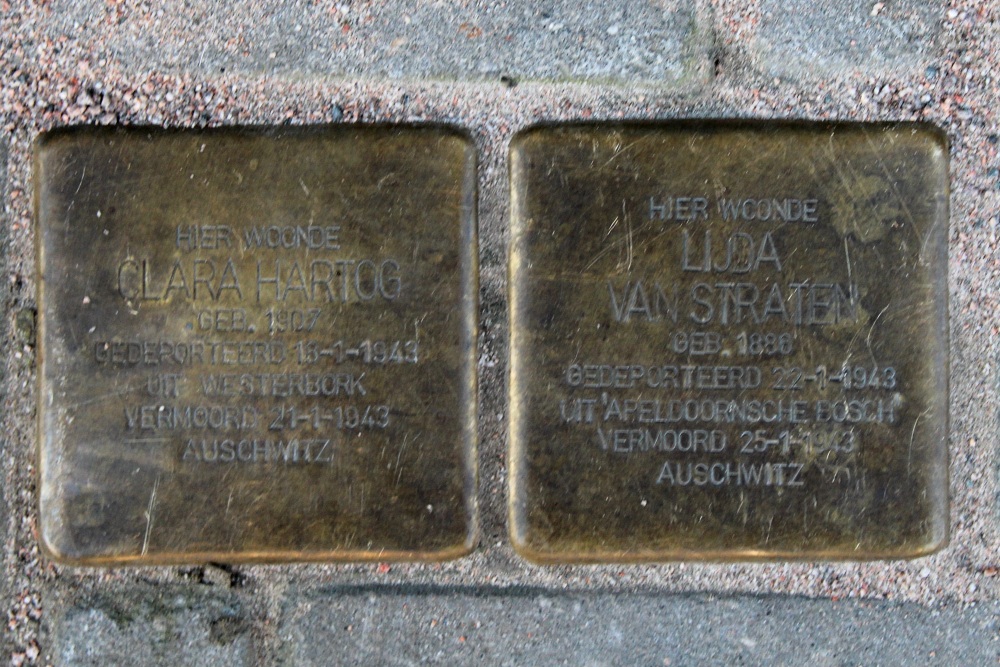 HIER WOONDE
CLARA HARTOG
GEB. 1907
GEDEPORTEERD 18-1-1943
UIT WESTERBORK
VERMOORD 21-1-1943
AUSCHWITZ
HIER WOONDE
LIJDA
VAN STRATEN
GEB. 1886
GEDEPORTEERD 22-1-1943
UIT 'APELDOORNSCHE BOSCH'
VERMOORD 25-1-1943
AUSCHWITZ